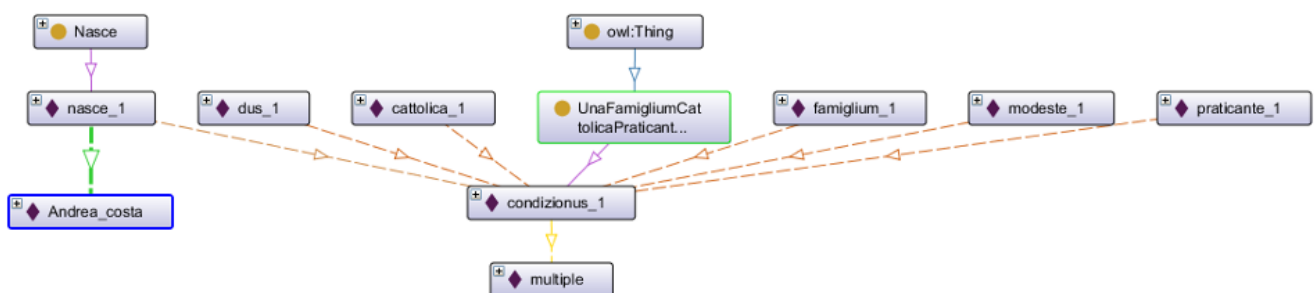 Nasce
owl:Thing
nasce_1
dus_1
cattolica_1
UnaFamigliumCat
tolicaPraticant...
famiglium_1
modeste_1
praticante_1
Andrea_costa
condizionus_1
multiple